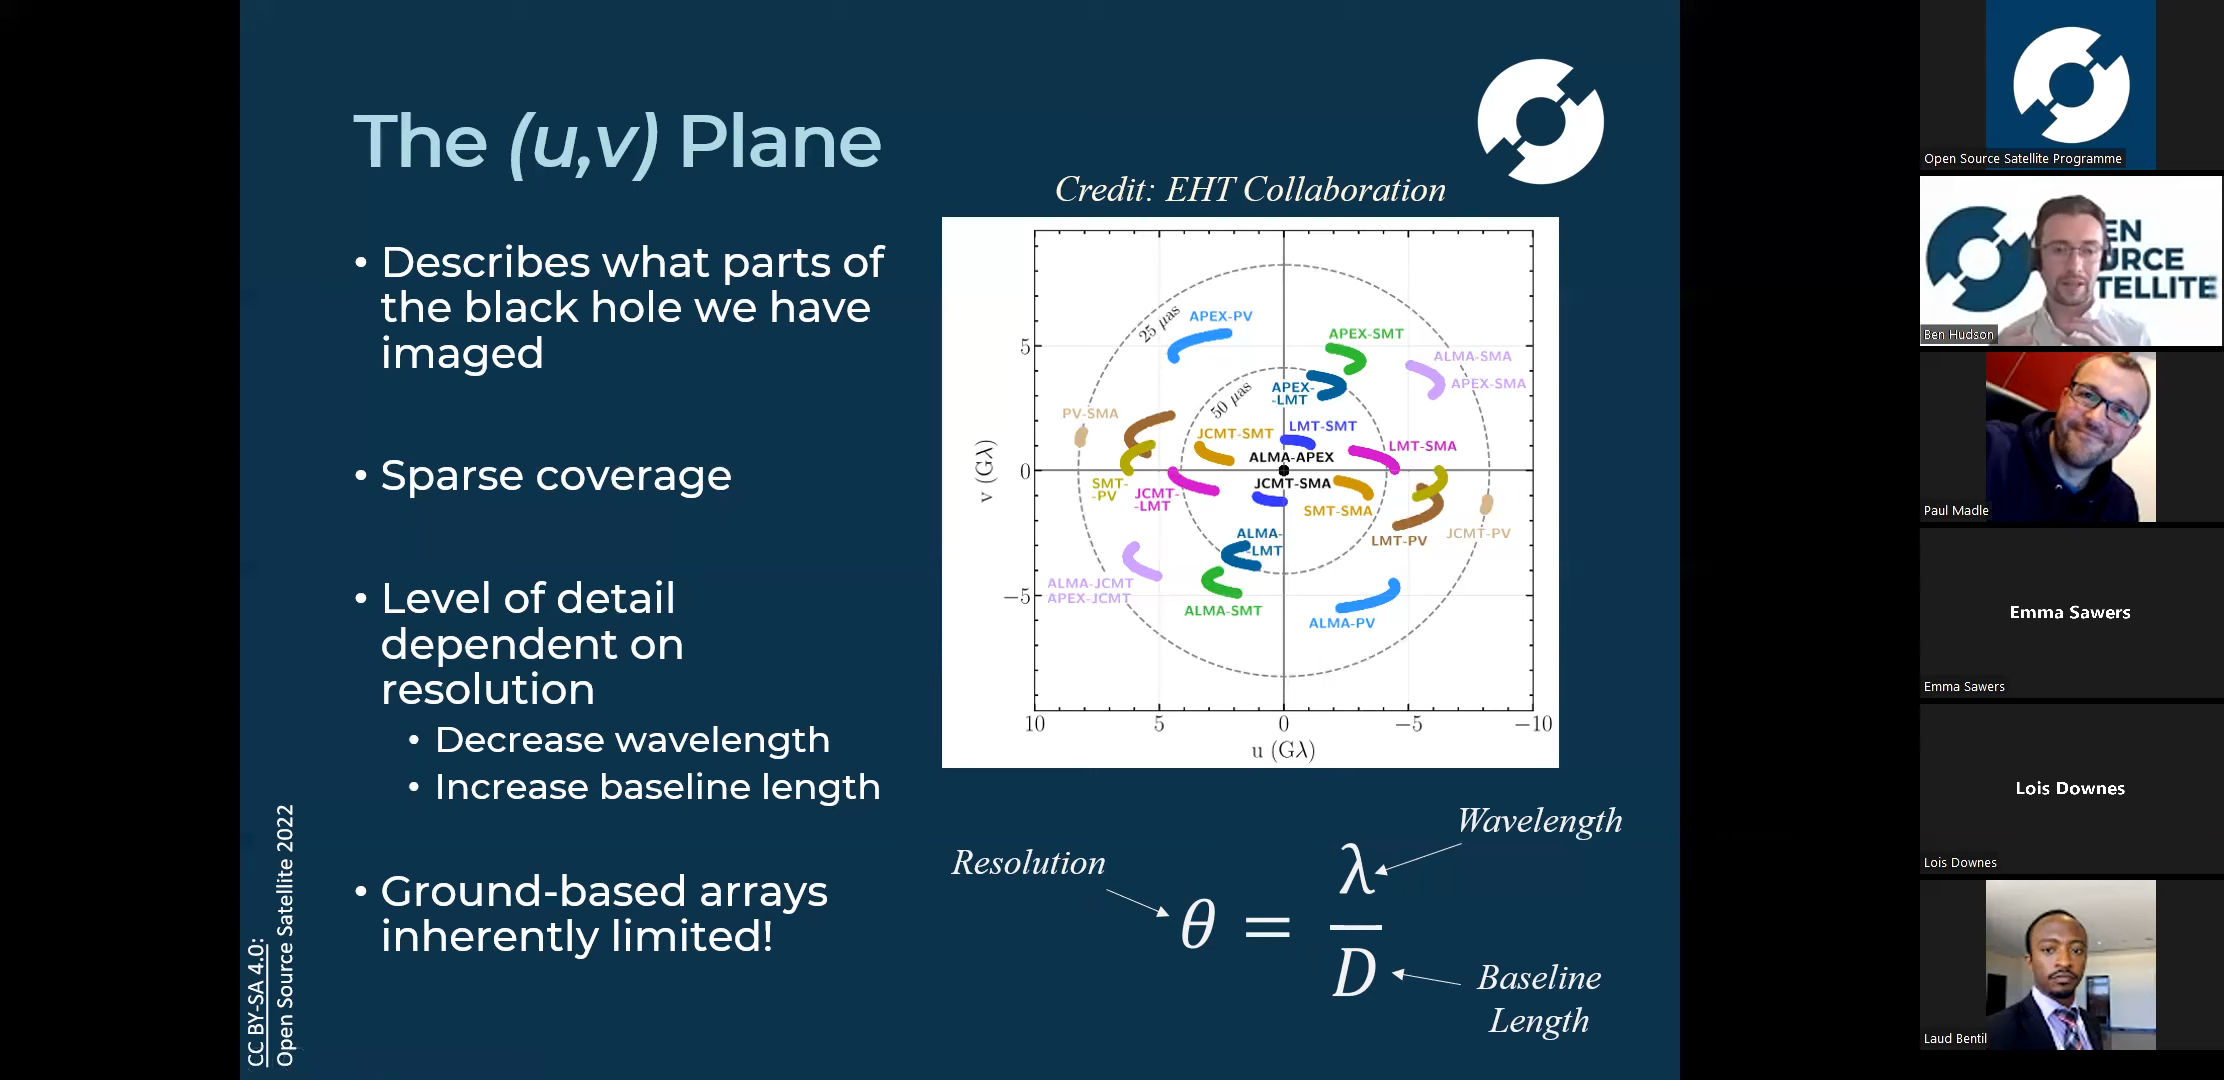 The (u,v) Plane
Credit: EHT Collaboration
• Describes what parts of
the black hole we have
imaged
• Sparse coverage
• Level of detail
dependent on
resolution
• Decrease wavelength
• Increase baseline length
• Ground-based arrays
inherently limited!
CC BY-SA 4.0:
Open Source Satellite 2022
25 μas
50 μas
APEX-PV
APEX-SMT
ALMA-SMA
APEX-SMA
APEX-
-LMT
PV-SMA
JCMT-SMT
LMT-SMT
LMT-SMA
ALMA-APEX
JCMT-SMA
SMT-
-PV
JCMT-
-LMT
SMT-SMA
LMT-PV
JCMT-PV
ALMA-
-LMT
ALMA-JCMT
APEX-JCMT
ALMA-SMT
ALMA-PV
v (Gλ)
5
0
−5
10
5
0
−5
−10
u (Gλ)
Resolution
Wavelength
θ = λ / D
Baseline
Length
Open Source Satellite Programme
EN
URCE
TELLITE
Ben Hudson
Paul Madle
Emma Sawers
Emma Sawers
Lois Downes
Lois Downes
Laud Bentil